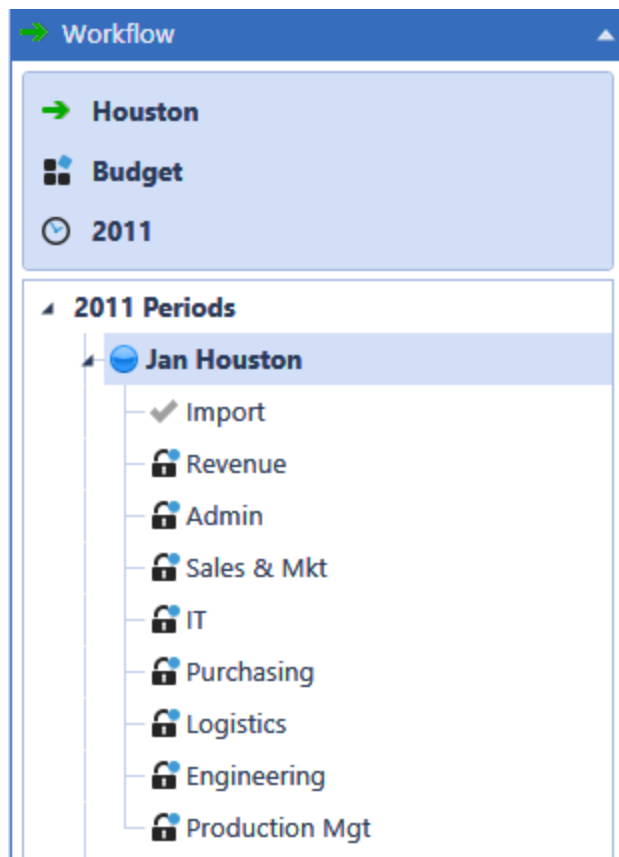 Workflow
Houston
Budget
2011
2011 Periods
Jan Houston
Import
Revenue
Admin
Sales & Mkt
IT
Purchasing
Logistics
Engineering
Production Mgt